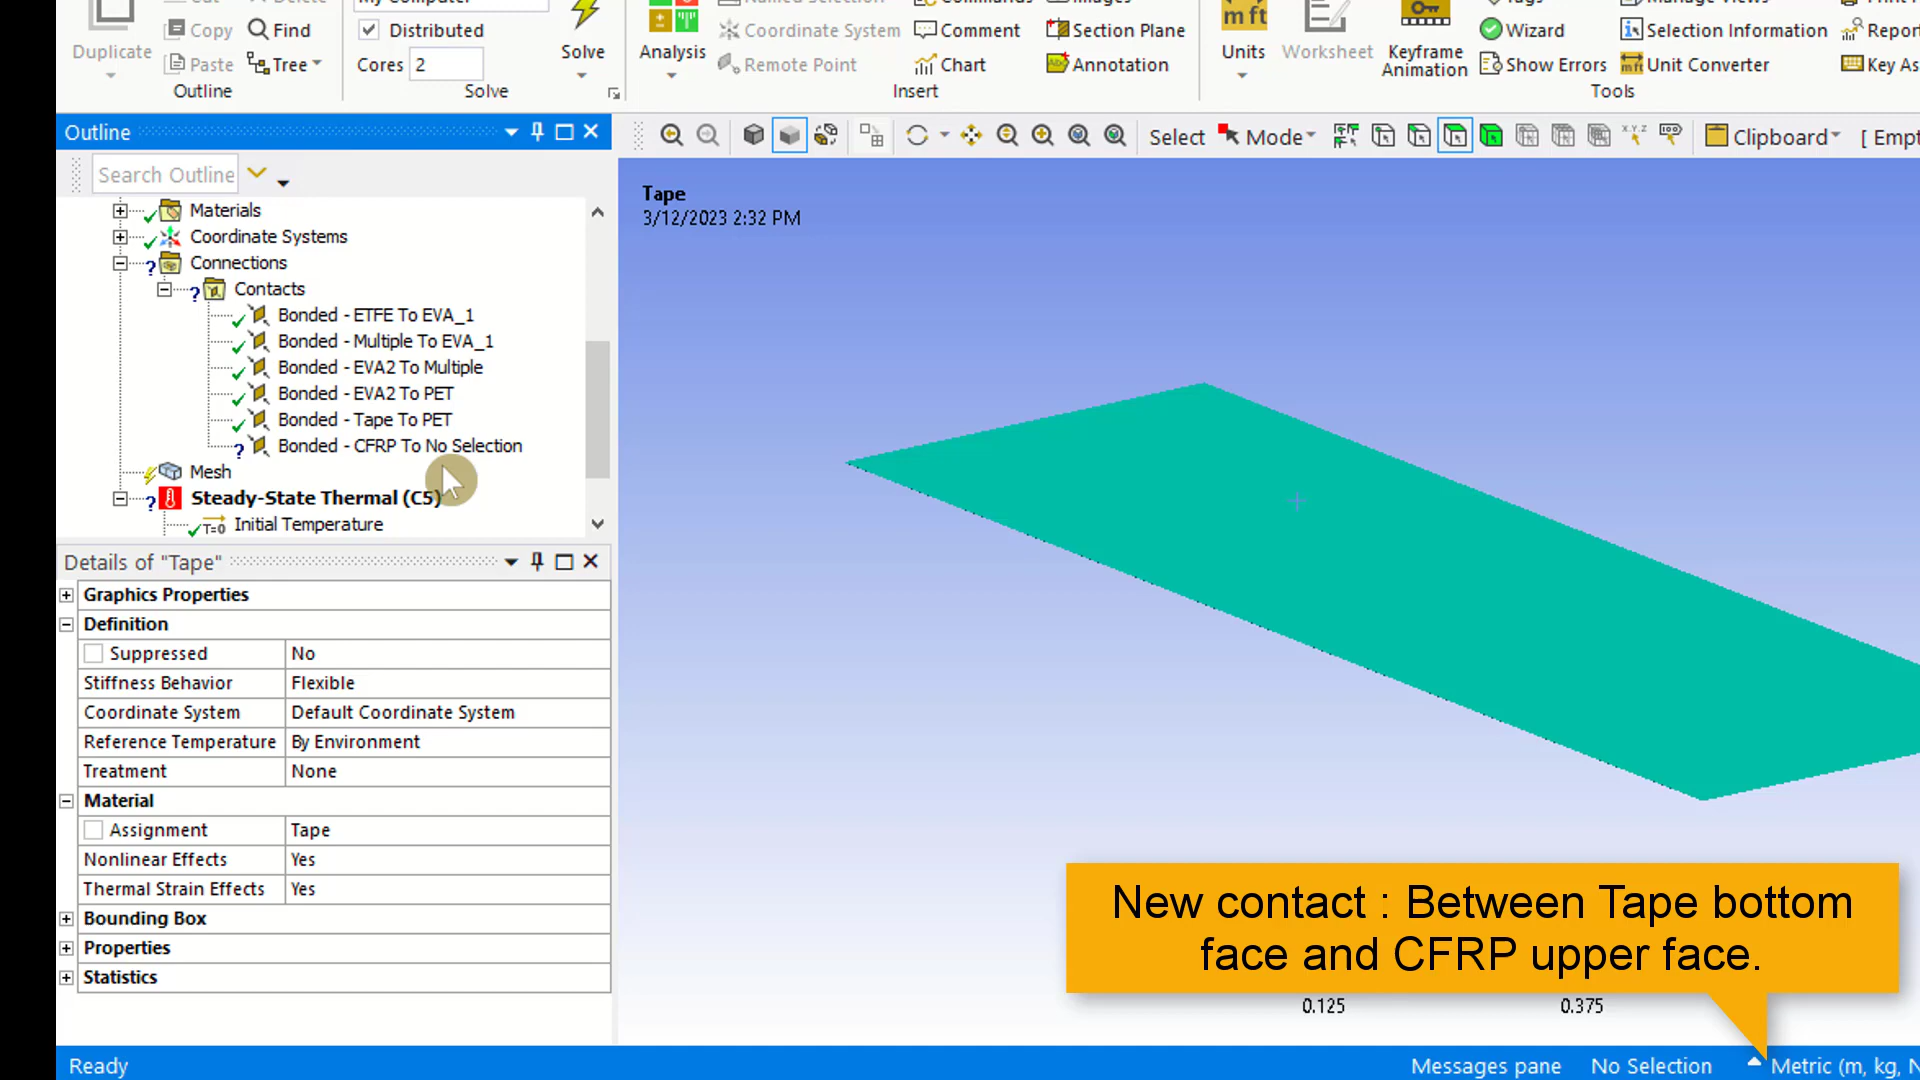 Duplicate
Copy
Find
Paste
Tree
Outline
Distributed
Cores 2
Solve
Solve
Analysis
Coordinate System
Remote Point
Comment
Chart
Section Plane
Annotation
Insert
Units
Worksheet
Keyframe
Animation
Wizard
Show Errors
Selection Information
Unit Converter
Tools
Outline
Search Outline
Select
Mode
Clipboard
[ Empt
Materials
Coordinate Systems
Connections
Contacts
Bonded - ETFE To EVA_1
Bonded - Multiple To EVA_1
Bonded - EVA2 To Multiple
Bonded - EVA2 To PET
Bonded - Tape To PET
Bonded - CFRP To No Selection
Mesh
Steady-State Thermal (C5)
T=0 Initial Temperature
Tape
3/12/2023 2:32 PM
Details of "Tape"
Graphics Properties
Definition
Suppressed No
Stiffness Behavior Flexible
Coordinate System Default Coordinate System
Reference Temperature By Environment
Treatment None
Material
Assignment Tape
Nonlinear Effects Yes
Thermal Strain Effects Yes
Bounding Box
Properties
Statistics
New contact : Between Tape bottom
face and CFRP upper face.
0.125 0.375
Ready
Messages pane
No Selection
Metric (m, kg, N